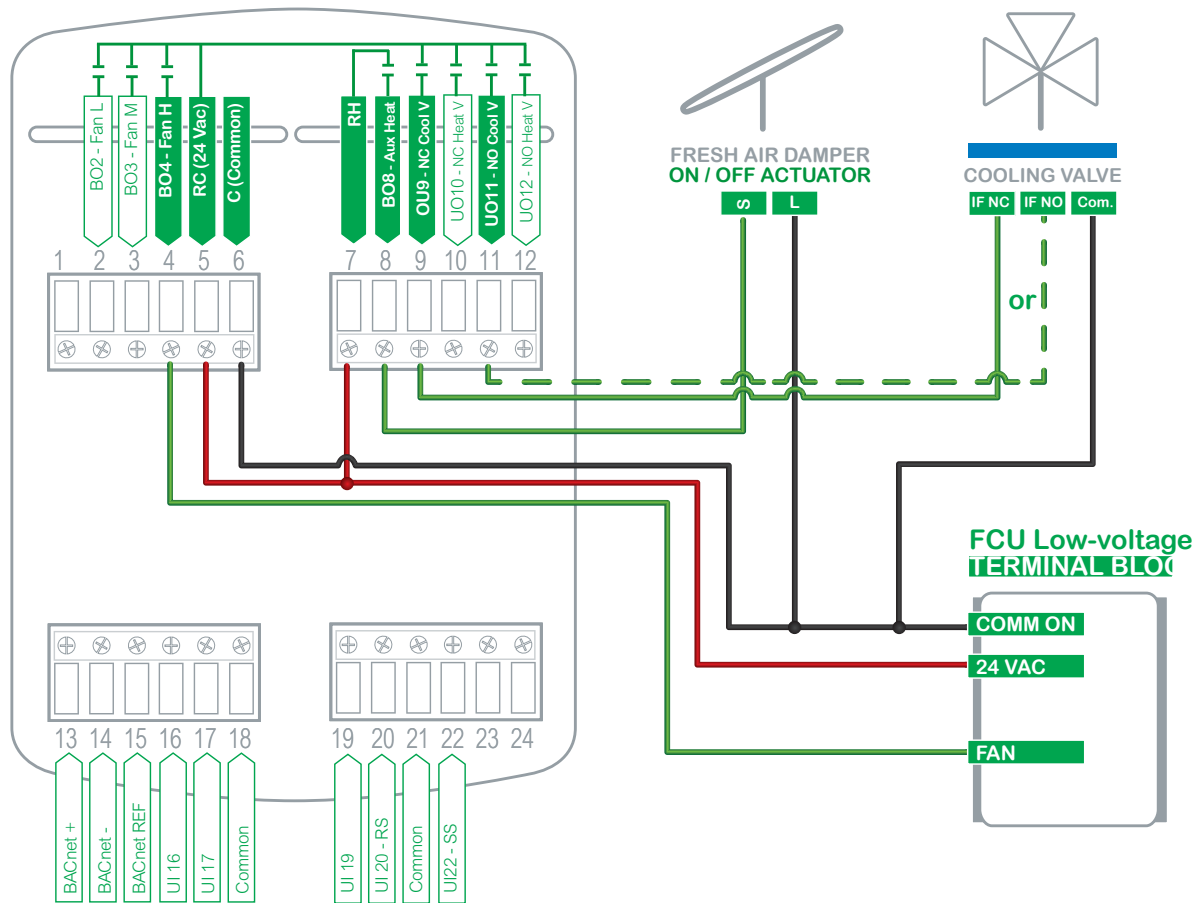 BO2 - Fan L
BO3 - Fan M
BO4 - Fan H
RC (24 Vac)
C (Common)
RH
BO8 - Aux Heat
OU9 - NC Cool V
UO10 - NC Heat V
UO11 - NO Cool V
UO12 - NO Heat V
1 2 3 4 5 6
7 8 9 10 11 12
FRESH AIR DAMPER
ON / OFF ACTUATOR
S L
COOLING VALVE
IF NC IF NO Com.
or
FCU Low-voltage
TERMINAL BLOC
COMM ON
24 VAC
FAN
13 14 15 16 17 18
19 20 21 22 23 24
BACnet +
BACnet -
BACnet REF
UI 16
UI 17
Common
UI 19
UI 20 - RS
Common
UI22 - SS